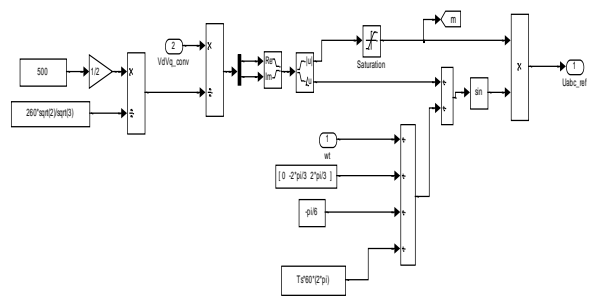 m
2
VdVq_conv
500
1/2
×
÷
×
÷
Re
Im
|u|
∠u
Saturation
×
1
Uabc_ref
260*sqrt(2)/sqrt(3)
+
+
sin
1
wt
[ 0 -2*pi/3 2*pi/3 ]
-pi/6
Ts*60*(2*pi)
+
+
+
+